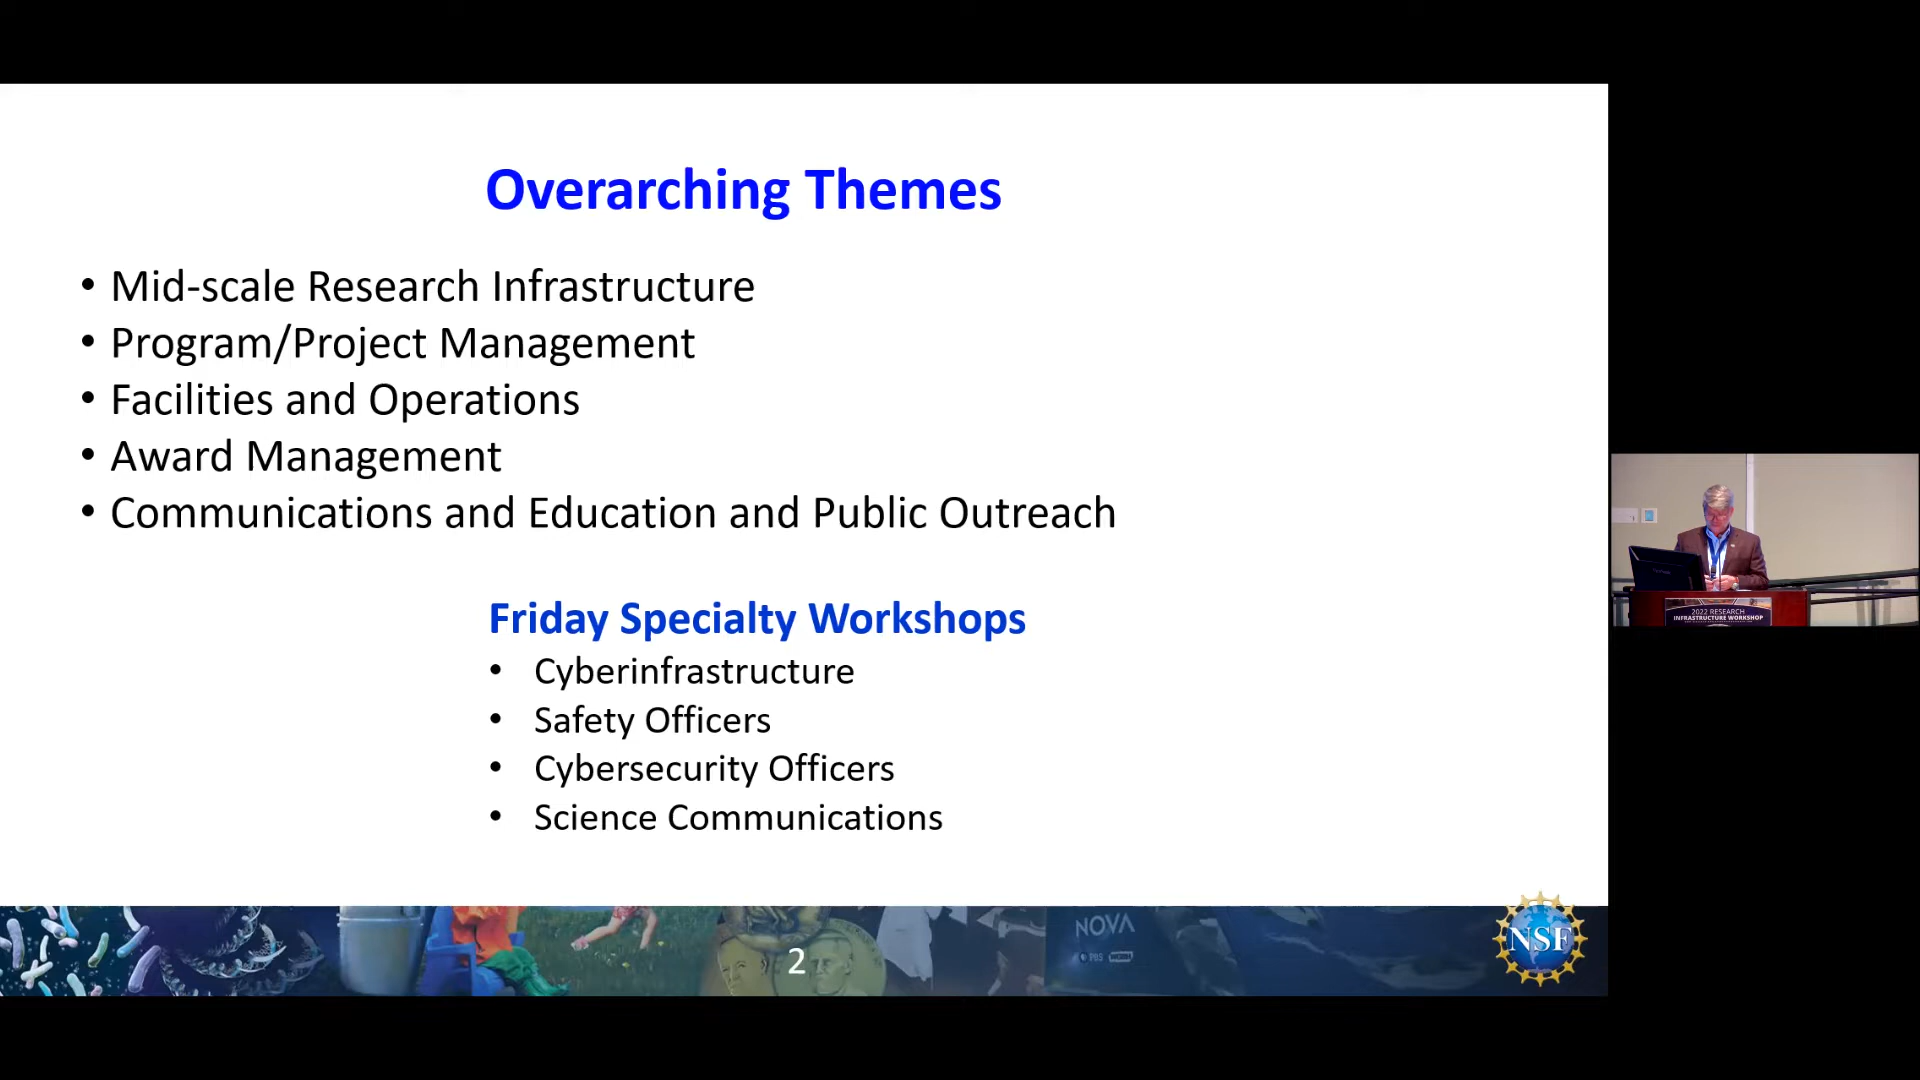 Overarching Themes
• Mid-scale Research Infrastructure
• Program/Project Management
• Facilities and Operations
• Award Management
• Communications and Education and Public Outreach
Friday Specialty Workshops
• Cyberinfrastructure
• Safety Officers
• Cybersecurity Officers
• Science Communications
2
NOVA
PBS
NSF
2022 RESEARCH
INFRASTRUCTURE WORKSHOP